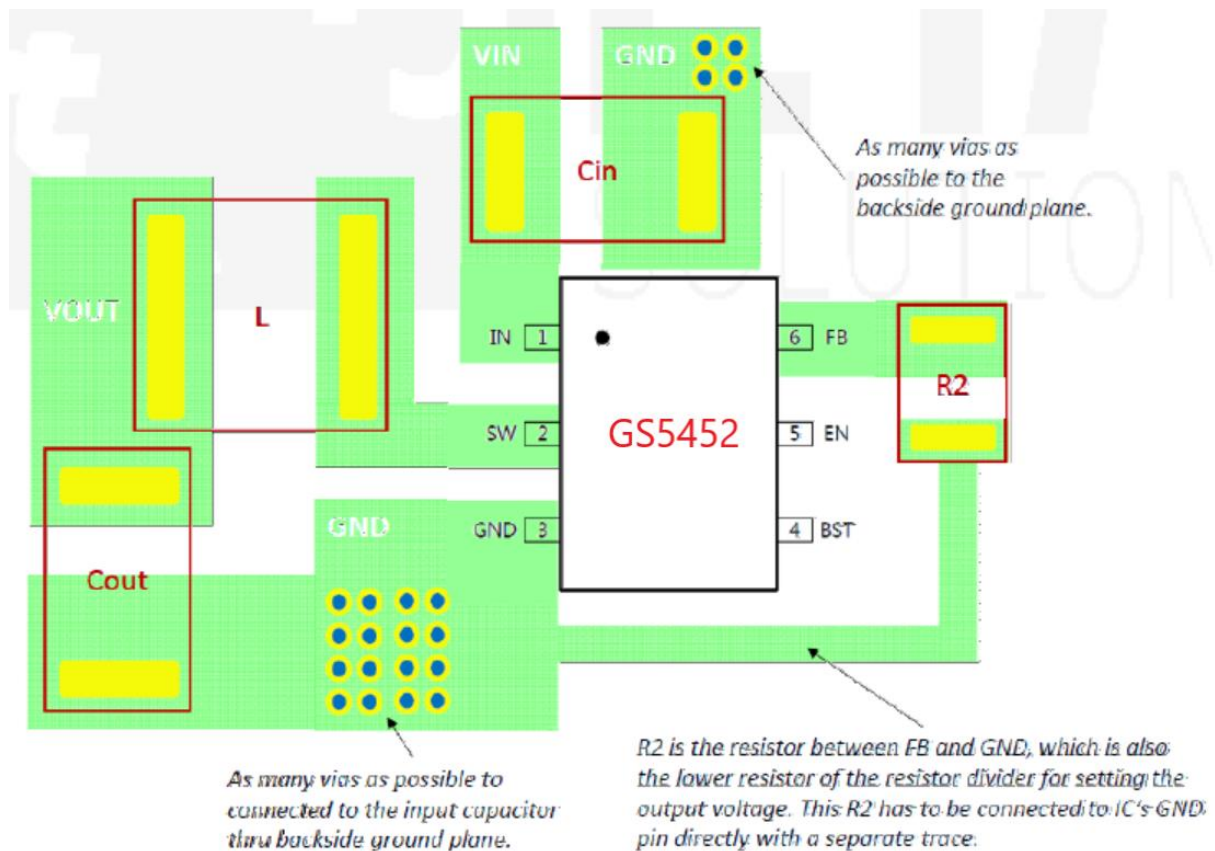 VIN
GND
Cin
As many vias as
possible to the
backside ground plane.
SOLUTION
VOUT
L
IN 1
6 FB
R2
SW 2
GS5452
5 EN
GND
GND 3
4 BST
Cout
As many vias as possible to
connected to the input capacitor
thru backside ground plane.
R2 is the resistor between FB and GND, which is also
the lower resistor of the resistor divider for setting the
output voltage. This R2 has to be connected to IC's GND
pin directly with a separate trace.